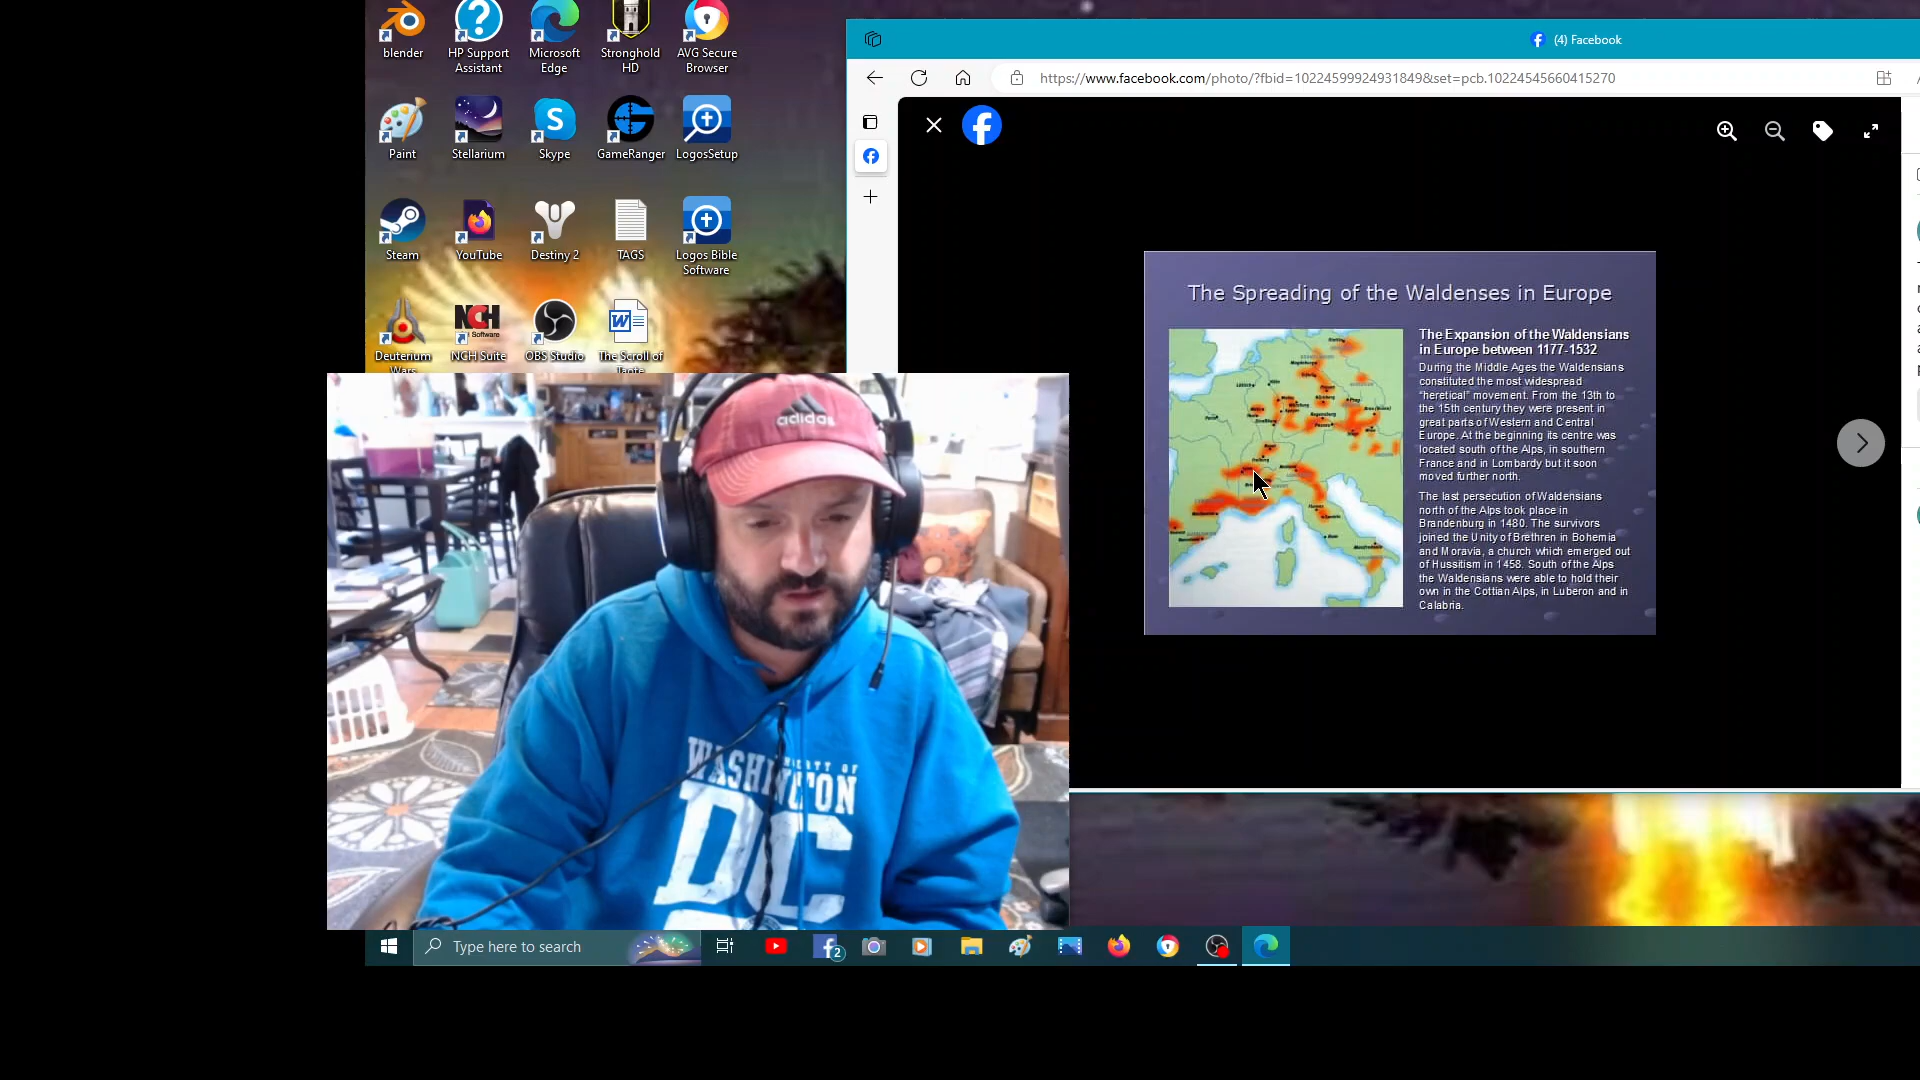 blender
HP Support
Assistant
Microsoft
Edge
Stronghold
HD
AVG Secure
Browser
(4) Facebook
https://www.facebook.com/photo/?fbid=10224599924931849&set=pcb.10224545660415270
Paint
Stellarium
Skype
GameRanger
LogosSetup
Steam
YouTube
Destiny 2
TAGS
Logos Bible
Software
Deuterium
Wars
NCH Suite
OBS Studio
The Scroll of
The Spreading of the Waldenses in Europe
The Expansion of the Waldensians
in Europe between 1177-1532
During the Middle Ages the Waldensians
constituted the most widespread
"heretical" movement. From the 13th to
the 15th century they were present in
great parts of Western and Central
Europe. At the beginning its centre was
located south of the Alps, in southern
France and in Lombardy but it soon
moved further north.
The last persecution of Waldensians
north of the Alps took place in
Brandenburg in 1480. The survivors
joined the Unity of Brethren in Bohemia
and Moravia, a church which emerged out
of Hussitism in 1458. South of the Alps
the Waldensians were able to hold their
own in the Cottian Alps, in Luberon and in
Calabria.
adidas
WASHINGTON
DC
Type here to search
2